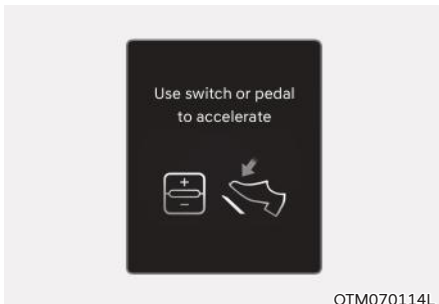 Use switch or pedal
to accelerate
+
−
OTM070114L